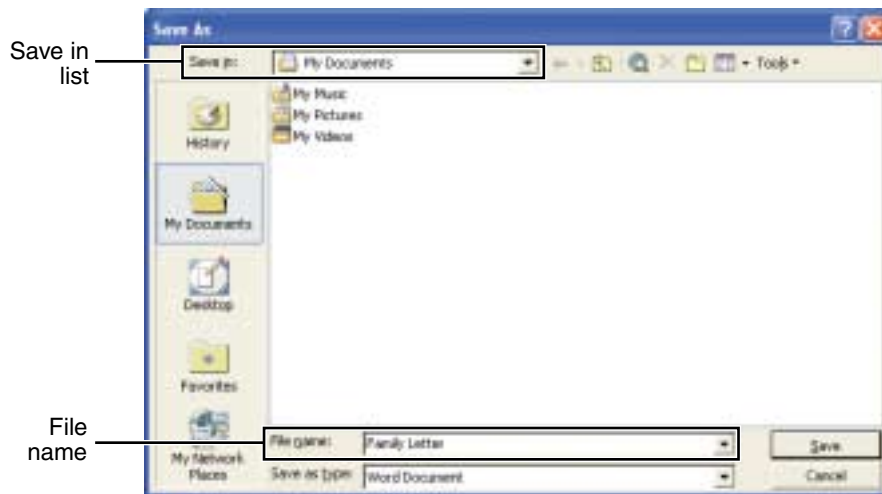 Save As
Save in
list
Save in:
My Documents
Tools
My Music
My Pictures
My Videos
History
My Documents
Desktop
Favorites
My Network
Places
File
name
File name:
Family Letter
Save
Save as type:
Word Document
Cancel